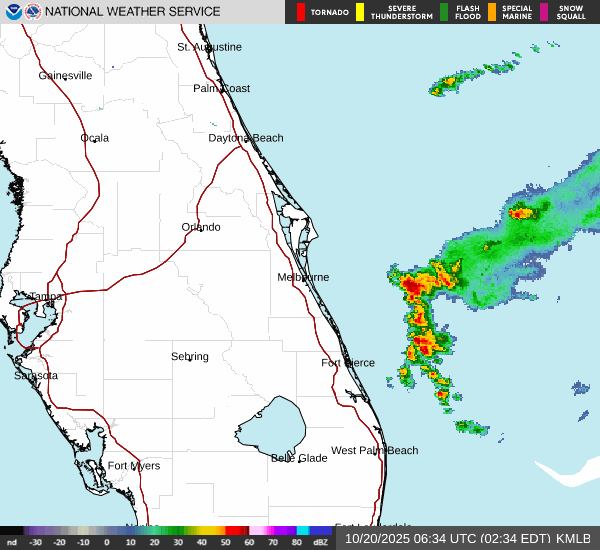 NATIONAL WEATHER SERVICE
TORNADO
SEVERE THUNDERSTORM
FLASH FLOOD
SPECIAL MARINE
SNOW SQUALL
St. Augustine
Gainesville
Palm Coast
Ocala
Daytona Beach
Orlando
Melbourne
Tampa
Sebring
Fort Pierce
Sarasota
West Palm Beach
Belle Glade
Fort Myers
nd -30 -20 -10 0 10 20 30 40 50 60 70 80 dBZ
10/20/2025 06:34 UTC (02:34 EDT) KMLB